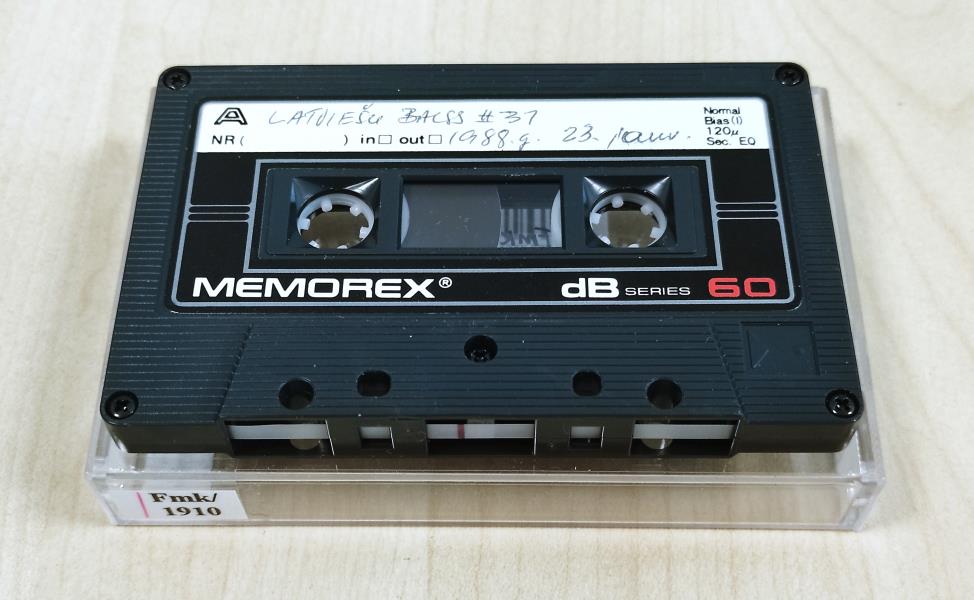 A LATVIEŠU BALSS #37
NR( ) in□ out□ 1988.g. 23. janv.
Normal
Bias(I)
120μ
Sec. EQ
FMK
MEMOREX® dB SERIES 60
Fmk/
1910